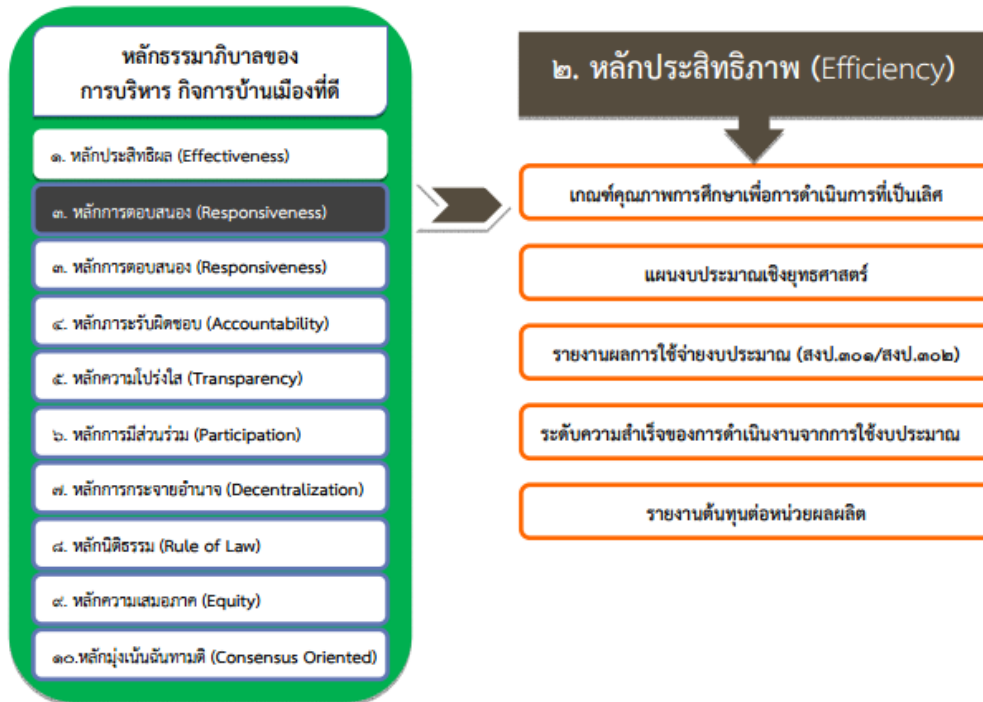 หลักธรรมาภิบาลของ
การบริหาร กิจการบ้านเมืองที่ดี
๑. หลักประสิทธิผล (Effectiveness)
๓. หลักการตอบสนอง (Responsiveness)
๓. หลักการตอบสนอง (Responsiveness)
๔. หลักภาระรับผิดชอบ (Accountability)
๕. หลักความโปร่งใส (Transparency)
๖. หลักการมีส่วนร่วม (Participation)
๗. หลักการกระจายอำนาจ (Decentralization)
๘. หลักนิติธรรม (Rule of Law)
๙. หลักความเสมอภาค (Equity)
๑๐.หลักมุ่งเน้นฉันทามติ (Consensus Oriented)
๒. หลักประสิทธิภาพ (Efficiency)
เกณฑ์คุณภาพการศึกษาเพื่อการดำเนินการที่เป็นเลิศ
แผนงบประมาณเชิงยุทธศาสตร์
รายงานผลการใช้จ่ายงบประมาณ (สงป.๓๐๑/สงป.๓๐๒)
ระดับความสำเร็จของการดำเนินงานจากการใช้งบประมาณ
รายงานต้นทุนต่อหน่วยผลผลิต